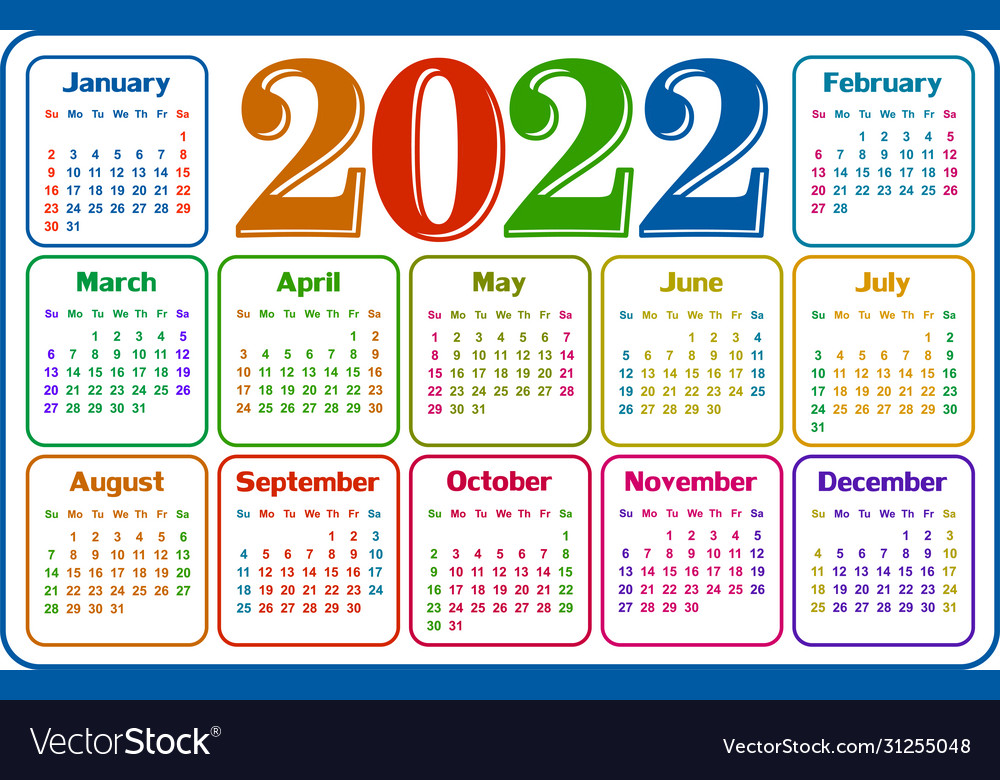 2022
January
Su Mo Tu We Th Fr Sa
1
2 3 4 5 6 7 8
9 10 11 12 13 14 15
16 17 18 19 20 21 22
23 24 25 26 27 28 29
30 31
February
Su Mo Tu We Th Fr Sa
1 2 3 4 5
6 7 8 9 10 11 12
13 14 15 16 17 18 19
20 21 22 23 24 25 26
27 28
March
Su Mo Tu We Th Fr Sa
1 2 3 4 5
6 7 8 9 10 11 12
13 14 15 16 17 18 19
20 21 22 23 24 25 26
27 28 29 30 31
April
Su Mo Tu We Th Fr Sa
1 2
3 4 5 6 7 8 9
10 11 12 13 14 15 16
17 18 19 20 21 22 23
24 25 26 27 28 29 30
May
Su Mo Tu We Th Fr Sa
1 2 3 4 5 6 7
8 9 10 11 12 13 14
15 16 17 18 19 20 21
22 23 24 25 26 27 28
29 30 31
June
Su Mo Tu We Th Fr Sa
1 2 3 4
5 6 7 8 9 10 11
12 13 14 15 16 17 18
19 20 21 22 23 24 25
26 27 28 29 30
July
Su Mo Tu We Th Fr Sa
1 2
3 4 5 6 7 8 9
10 11 12 13 14 15 16
17 18 19 20 21 22 23
24 25 26 27 28 29 30
31
August
Su Mo Tu We Th Fr Sa
1 2 3 4 5 6
7 8 9 10 11 12 13
14 15 16 17 18 19 20
21 22 23 24 25 26 27
28 29 30 31
September
Su Mo Tu We Th Fr Sa
1 2 3
4 5 6 7 8 9 10
11 12 13 14 15 16 17
18 19 20 21 22 23 24
25 26 27 28 29 30
October
Su Mo Tu We Th Fr Sa
1
2 3 4 5 6 7 8
9 10 11 12 13 14 15
16 17 18 19 20 21 22
23 24 25 26 27 28 29
30 31
November
Su Mo Tu We Th Fr Sa
1 2 3 4 5
6 7 8 9 10 11 12
13 14 15 16 17 18 19
20 21 22 23 24 25 26
27 28 29 30
December
Su Mo Tu We Th Fr Sa
1 2 3
4 5 6 7 8 9 10
11 12 13 14 15 16 17
18 19 20 21 22 23 24
25 26 27 28 29 30 31
VectorStock®
VectorStock.com/31255048